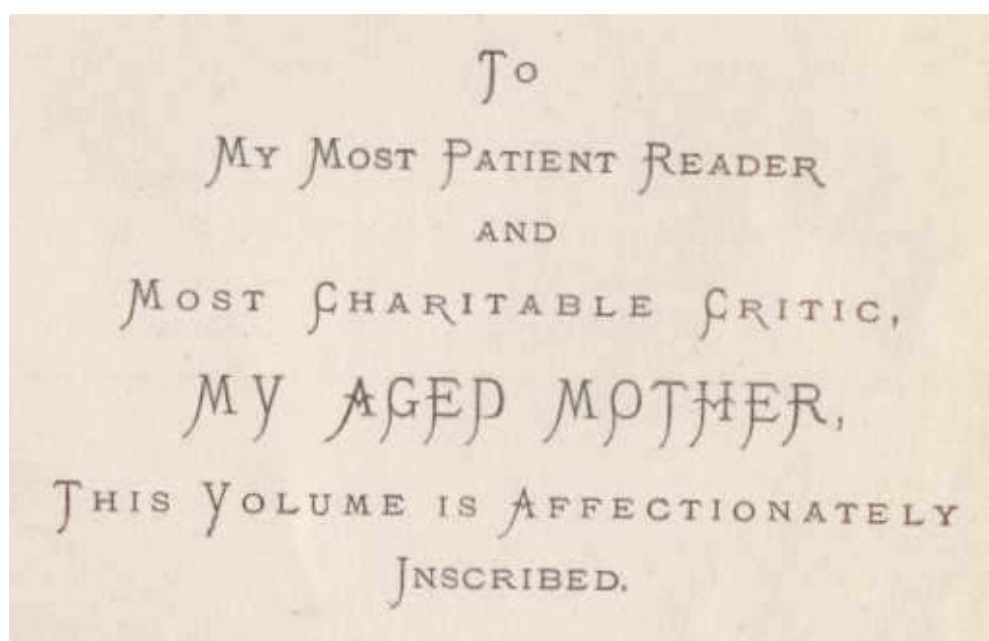 To
My Most Patient Reader
and
Most Charitable Critic,
MY AGED MOTHER,
This Volume is Affectionately
Inscribed.